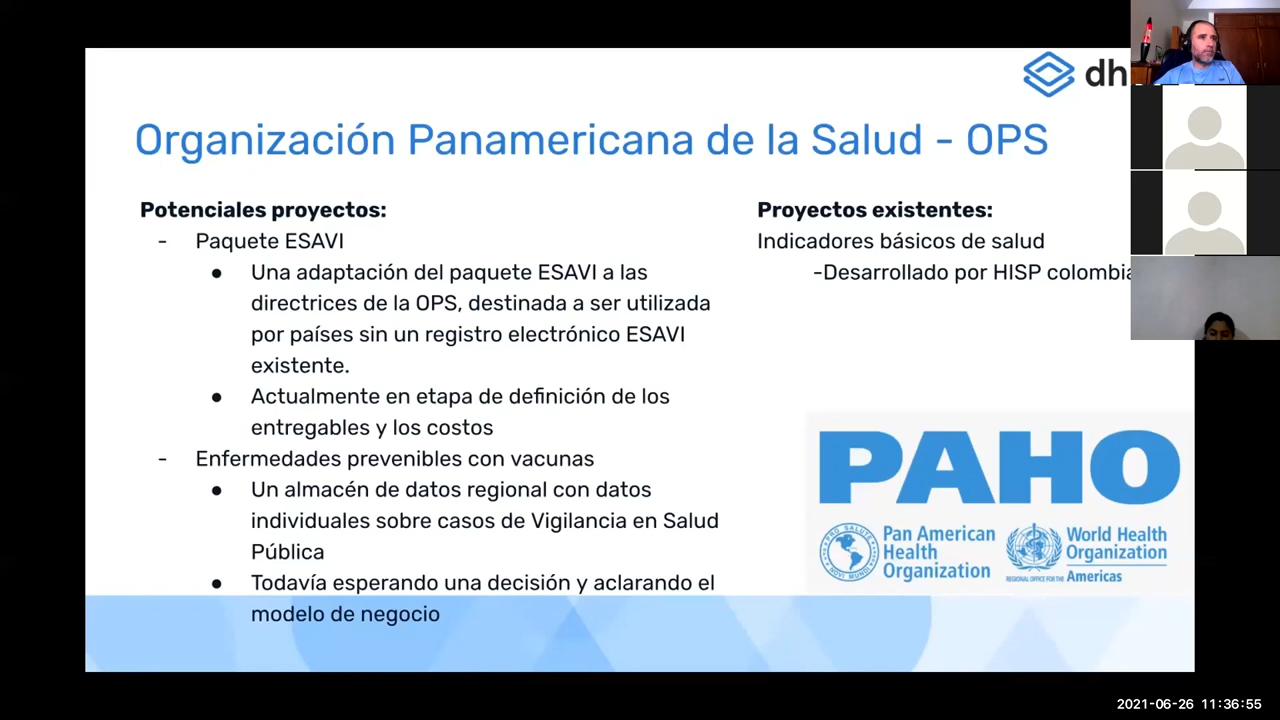 dh
Organización Panamericana de la Salud - OPS
Potenciales proyectos:
- Paquete ESAVI
● Una adaptación del paquete ESAVI a las
directrices de la OPS, destinada a ser utilizada
por países sin un registro electrónico ESAVI
existente.
● Actualmente en etapa de definición de los
entregables y los costos
- Enfermedades prevenibles con vacunas
● Un almacén de datos regional con datos
individuales sobre casos de Vigilancia en Salud
Pública
● Todavía esperando una decisión y aclarando el
modelo de negocio
Proyectos existentes:
Indicadores básicos de salud
-Desarrollado por HISP colombia
PAHO
PRO SALUTE
NOVI MUNDI
Pan American
Health
Organization
World Health
Organization
REGIONAL OFFICE FOR THE Americas
2021-06-26 11:36:55